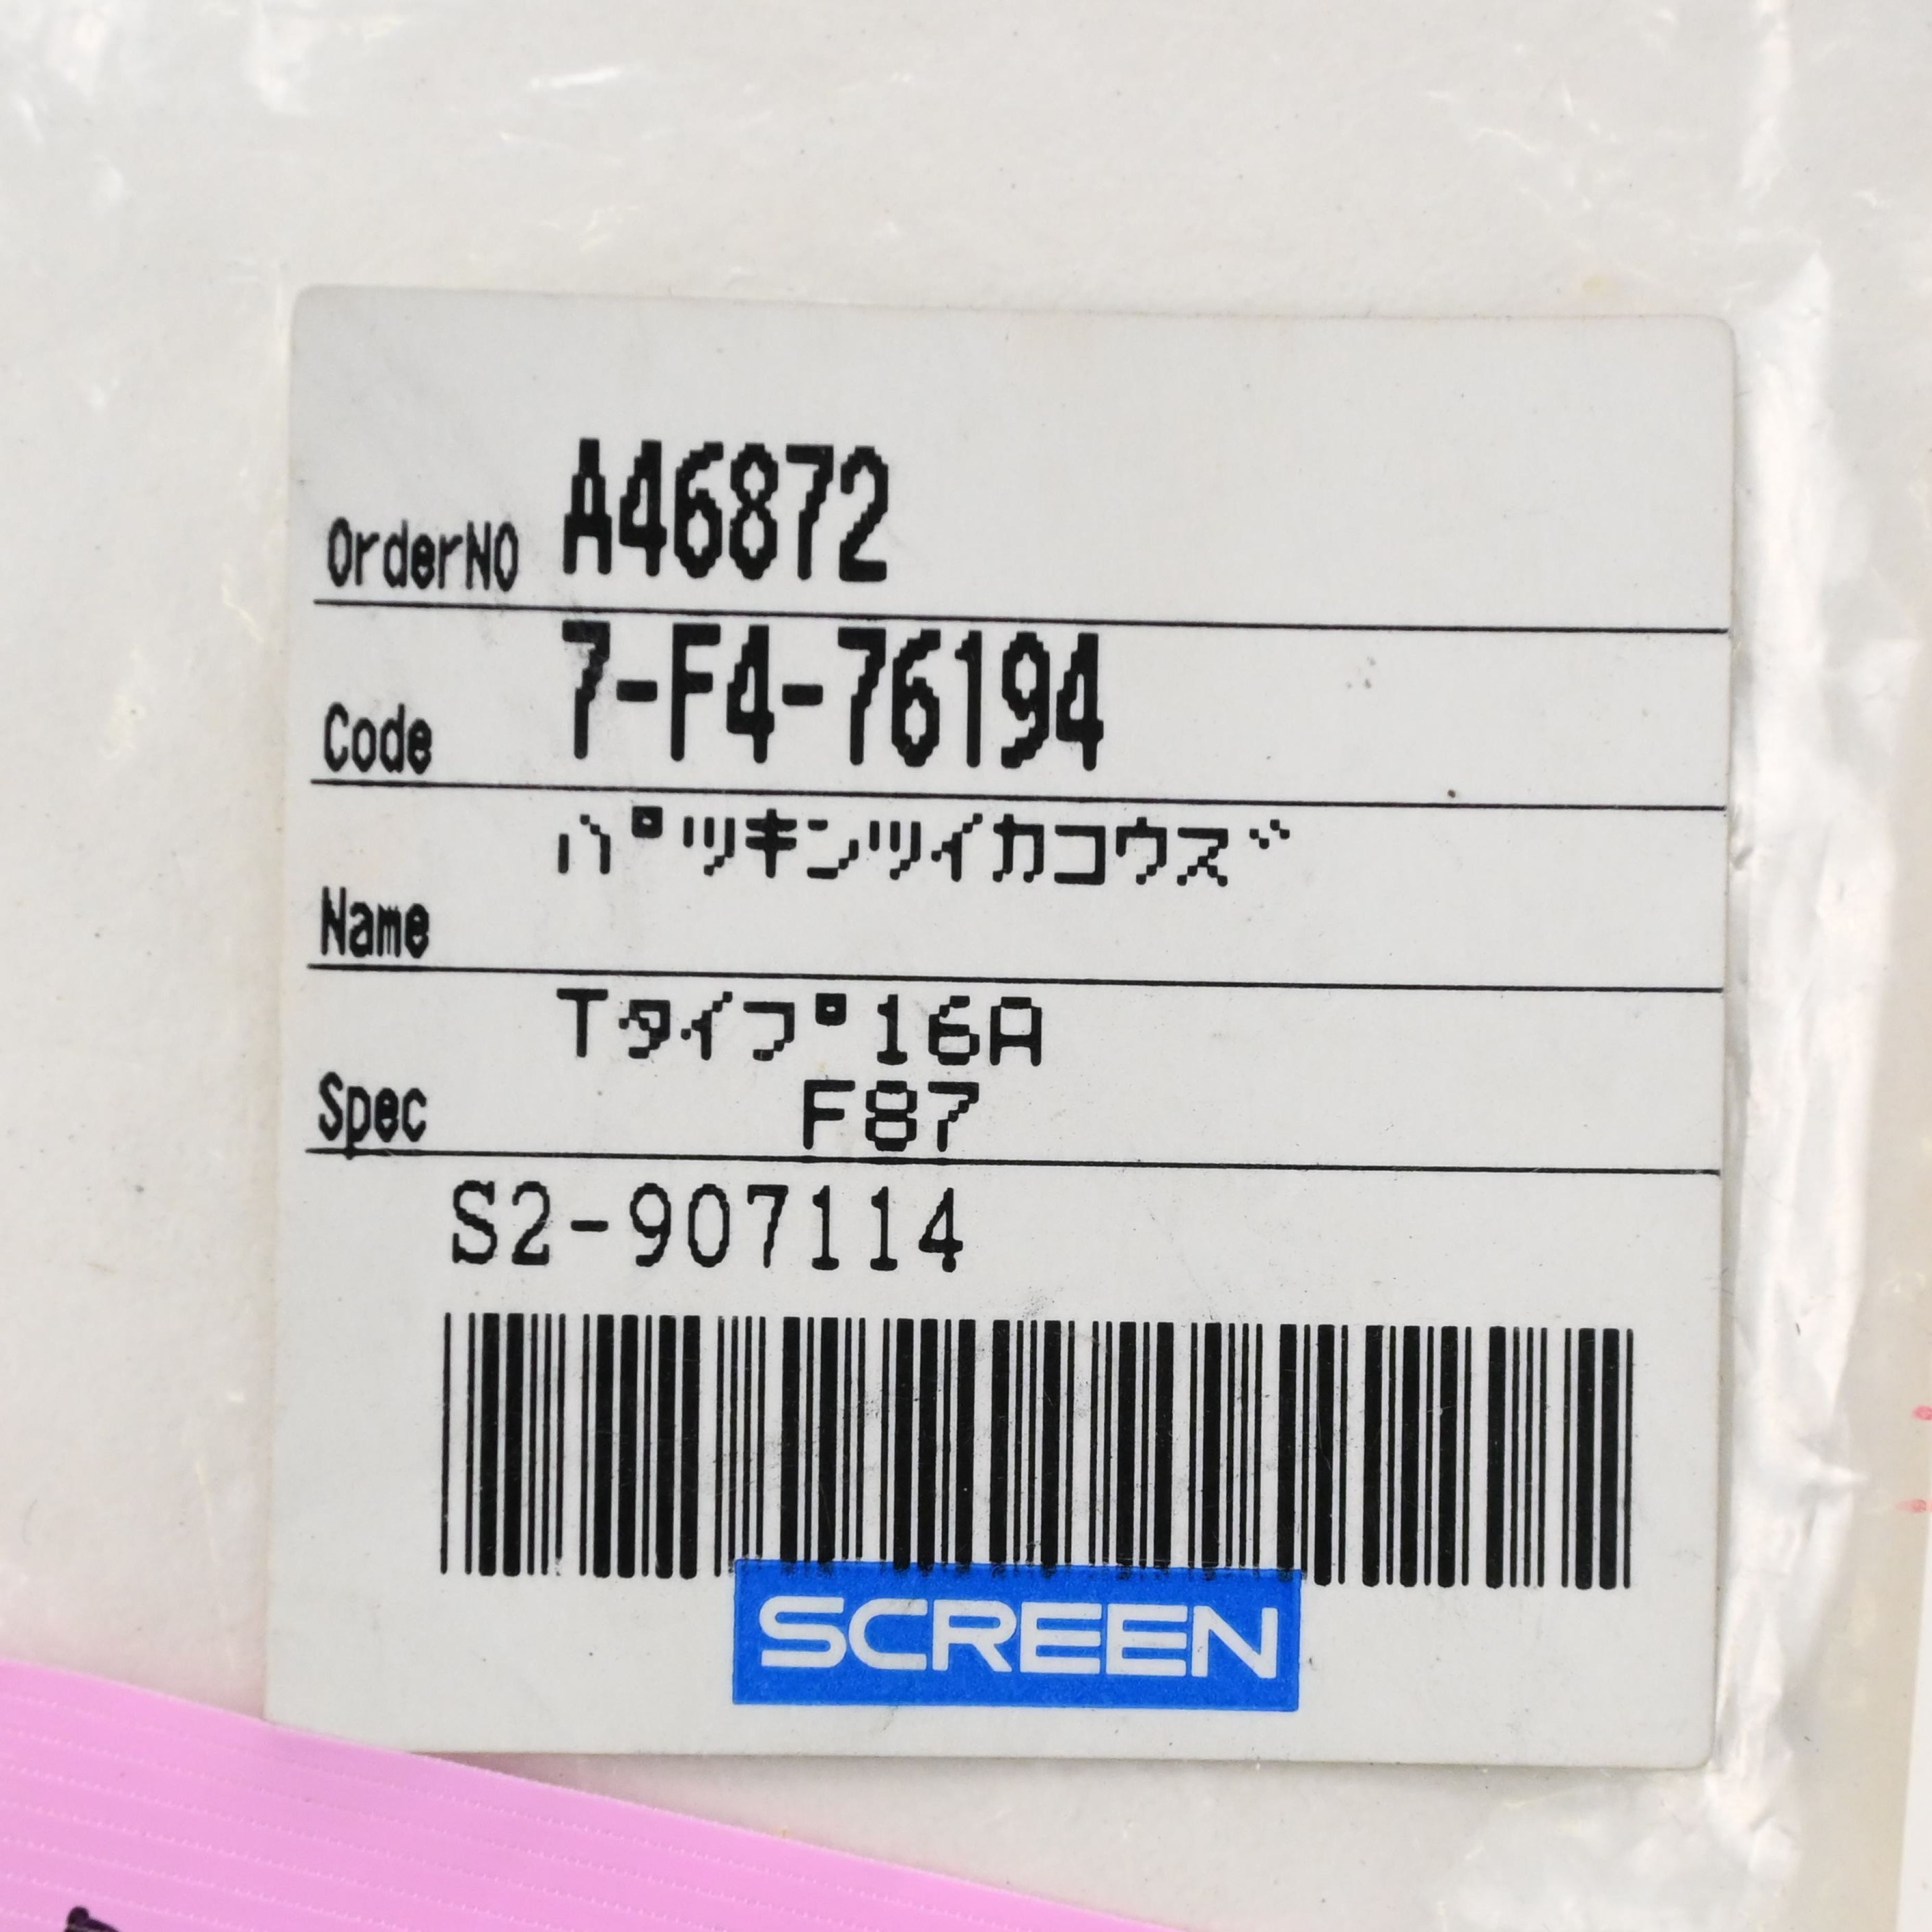 OrderNO A46872
Code 7-F4-76194
ハ゜ツキンツイカコウス゛
Name
Tタイフ゜16A
Spec F87
S2-907114
SCREEN